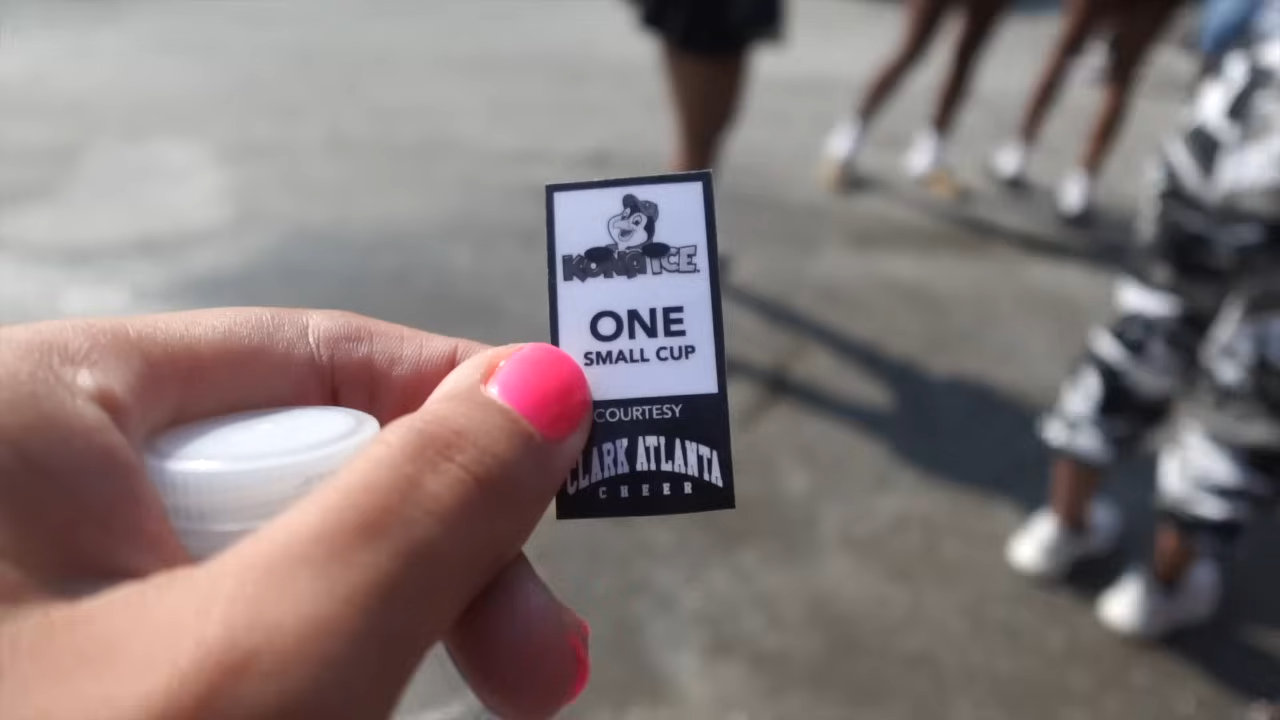 KONA ICE
ONE
SMALL CUP
COURTESY
CLARK ATLANTA
CHEER